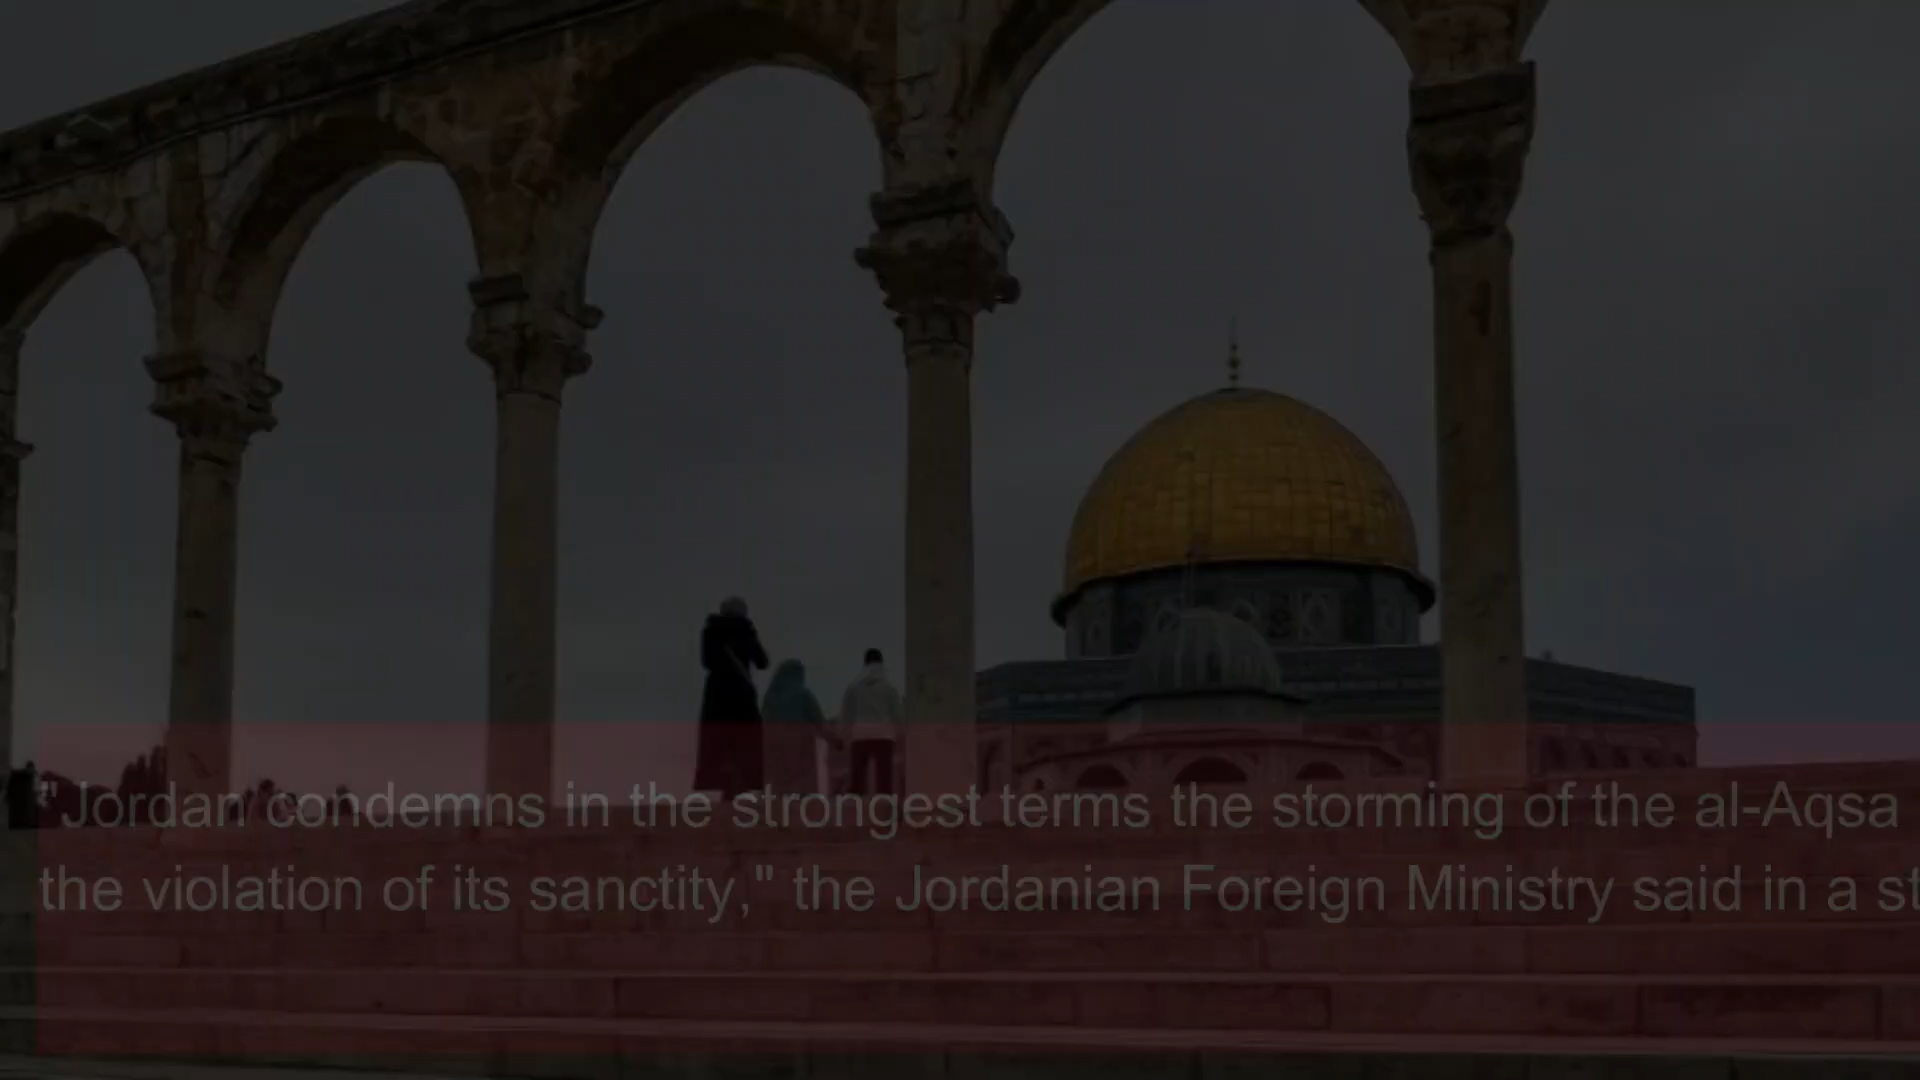 "Jordan condemns in the strongest terms the storming of the al-Aqsa
the violation of its sanctity," the Jordanian Foreign Ministry said in a